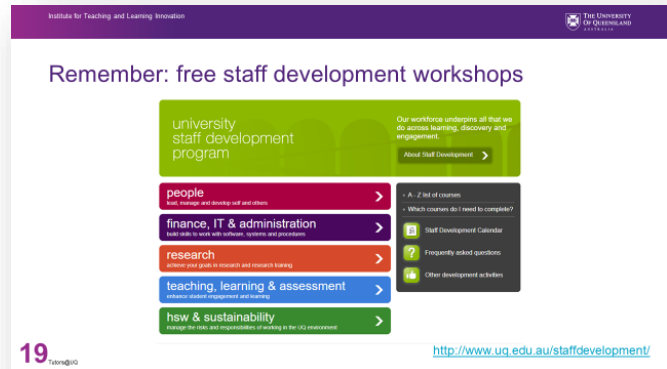 Institute for Teaching and Learning Innovation
THE UNIVERSITY
OF QUEENSLAND
AUSTRALIA
Remember: free staff development workshops
university
staff development
program
Our workforce underpins all that we
do across learning, discovery and
engagement.
About Staff Development
people
lead, manage and develop self and others
finance, IT & administration
build skills to work with software, systems and procedures
research
achieve your goals in research and research training
teaching, learning & assessment
enhance student engagement and learning
hsw & sustainability
manage the risks and responsibilities of working in the UQ environment
A - Z list of courses
Which courses do I need to complete?
Staff Development Calendar
Frequently asked questions
Other development activities
19 Tutors@UQ
http://www.uq.edu.au/staffdevelopment/